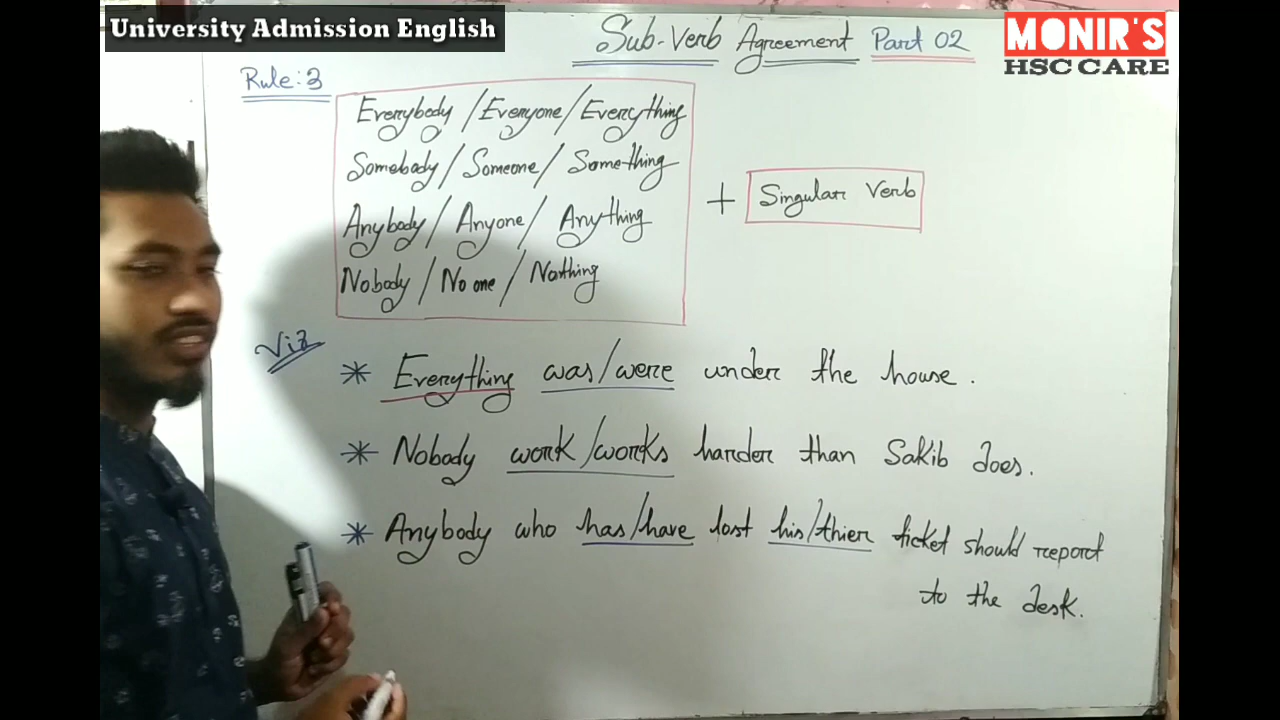 University Admission English
Sub-Verb Agreement Part 02
MONIR'S
HSC CARE
Rule:3
Everybody / Everyone / Everything
Somebody / Someone / Something
Anybody / Anyone / Anything
Nobody / No one / Nothing
+ Singular Verb
Viz
* Everything was/were under the house.
* Nobody work/works harder than Sakib does.
* Anybody who has/have lost his/thier ticket should report
to the desk.